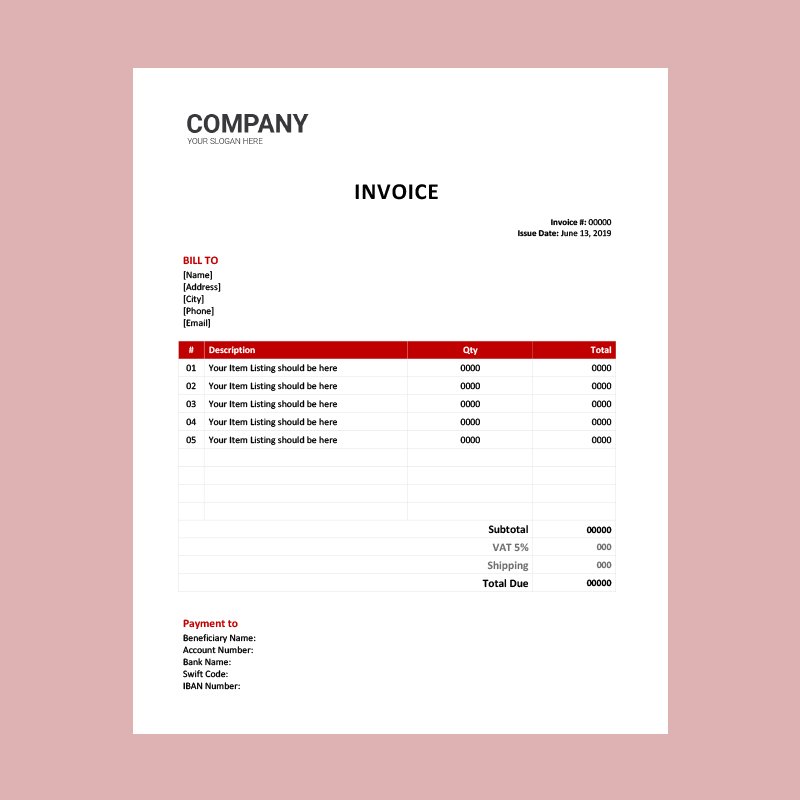 COMPANY
YOUR SLOGAN HERE
INVOICE
Invoice #: 00000
Issue Date: June 13, 2019
BILL TO
[Name]
[Address]
[City]
[Phone]
[Email]
# Description Qty Total
01 Your Item Listing should be here 0000 0000
02 Your Item Listing should be here 0000 0000
03 Your Item Listing should be here 0000 0000
04 Your Item Listing should be here 0000 0000
05 Your Item Listing should be here 0000 0000
Subtotal 00000
VAT 5% 000
Shipping 000
Total Due 00000
Payment to
Beneficiary Name:
Account Number:
Bank Name:
Swift Code:
IBAN Number: